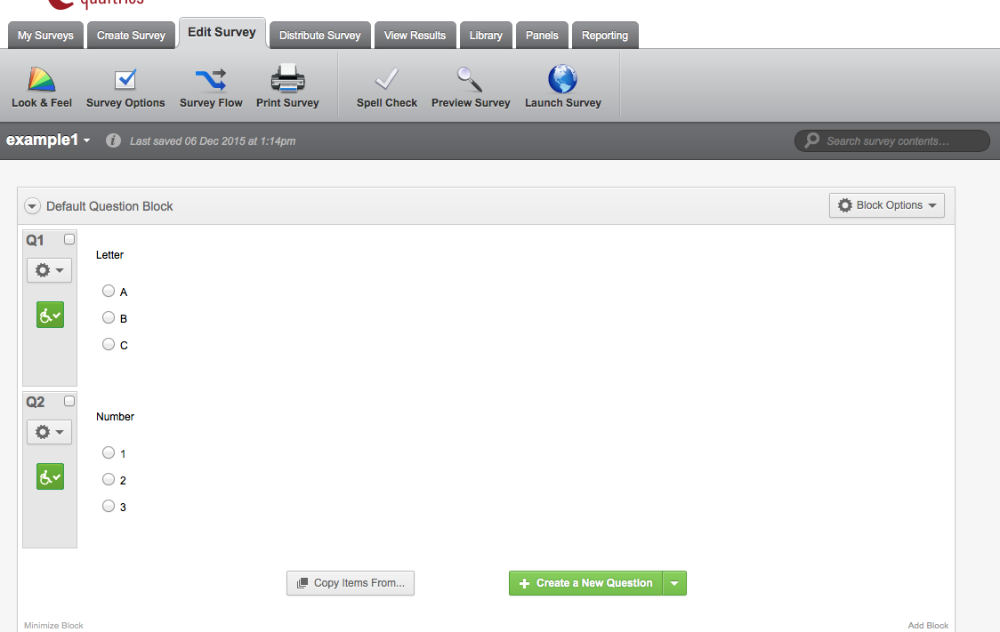 qualtrics
My Surveys Create Survey Edit Survey Distribute Survey View Results Library Panels Reporting
Look & Feel Survey Options Survey Flow Print Survey Spell Check Preview Survey Launch Survey
example1 i Last saved 06 Dec 2015 at 1:14pm Search survey contents...
Default Question Block Block Options
Q1
Letter
A
B
C
Q2
Number
1
2
3
Copy Items From... + Create a New Question
Minimize Block Add Block